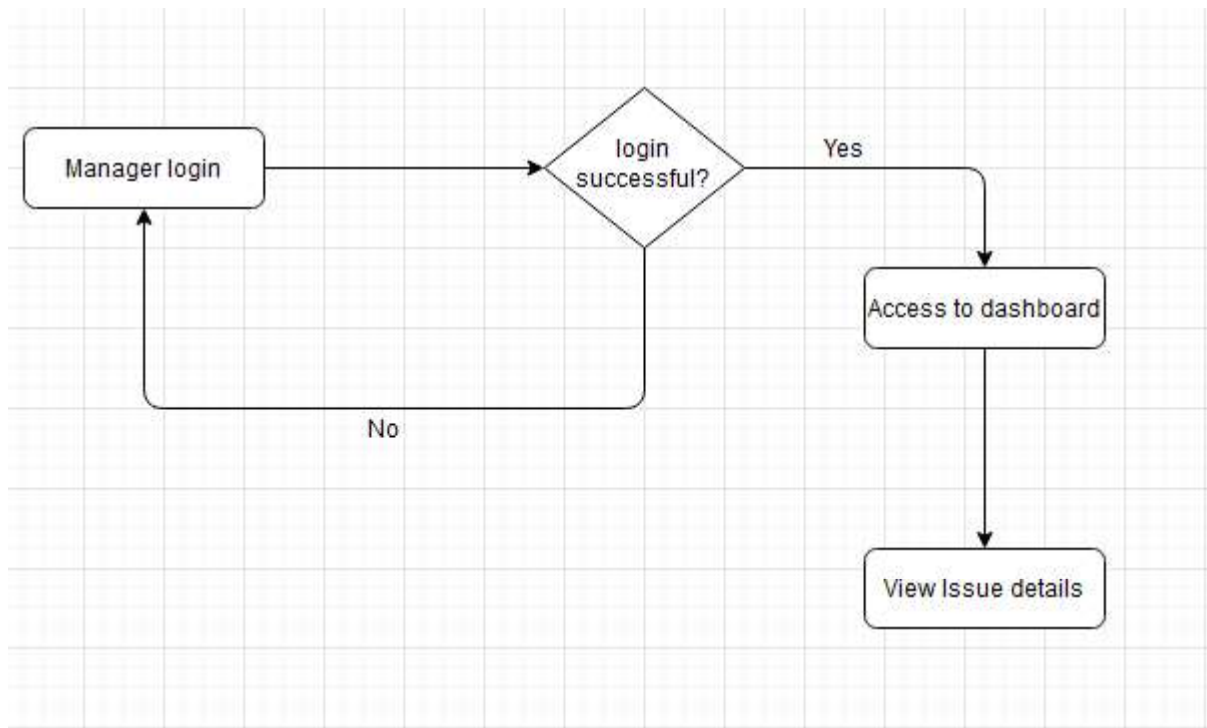 Manager login
login
successful?
Yes
Access to dashboard
No
View Issue details